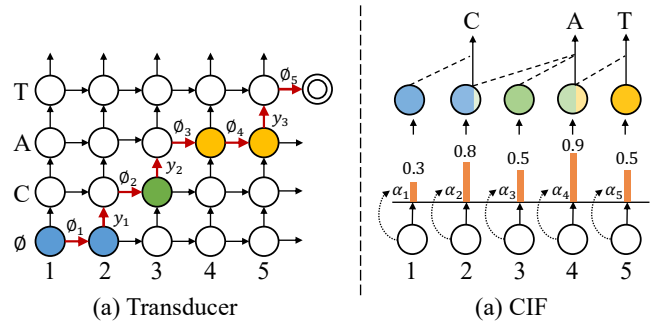 C A T
T
A
C
∅
∅₁
∅₂
∅₃
∅₄
∅₅
y₁
y₂
y₃
1 2 3 4 5
(a) Transducer
0.3 0.8 0.5 0.9 0.5
α₁ α₂ α₃ α₄ α₅
1 2 3 4 5
(a) CIF